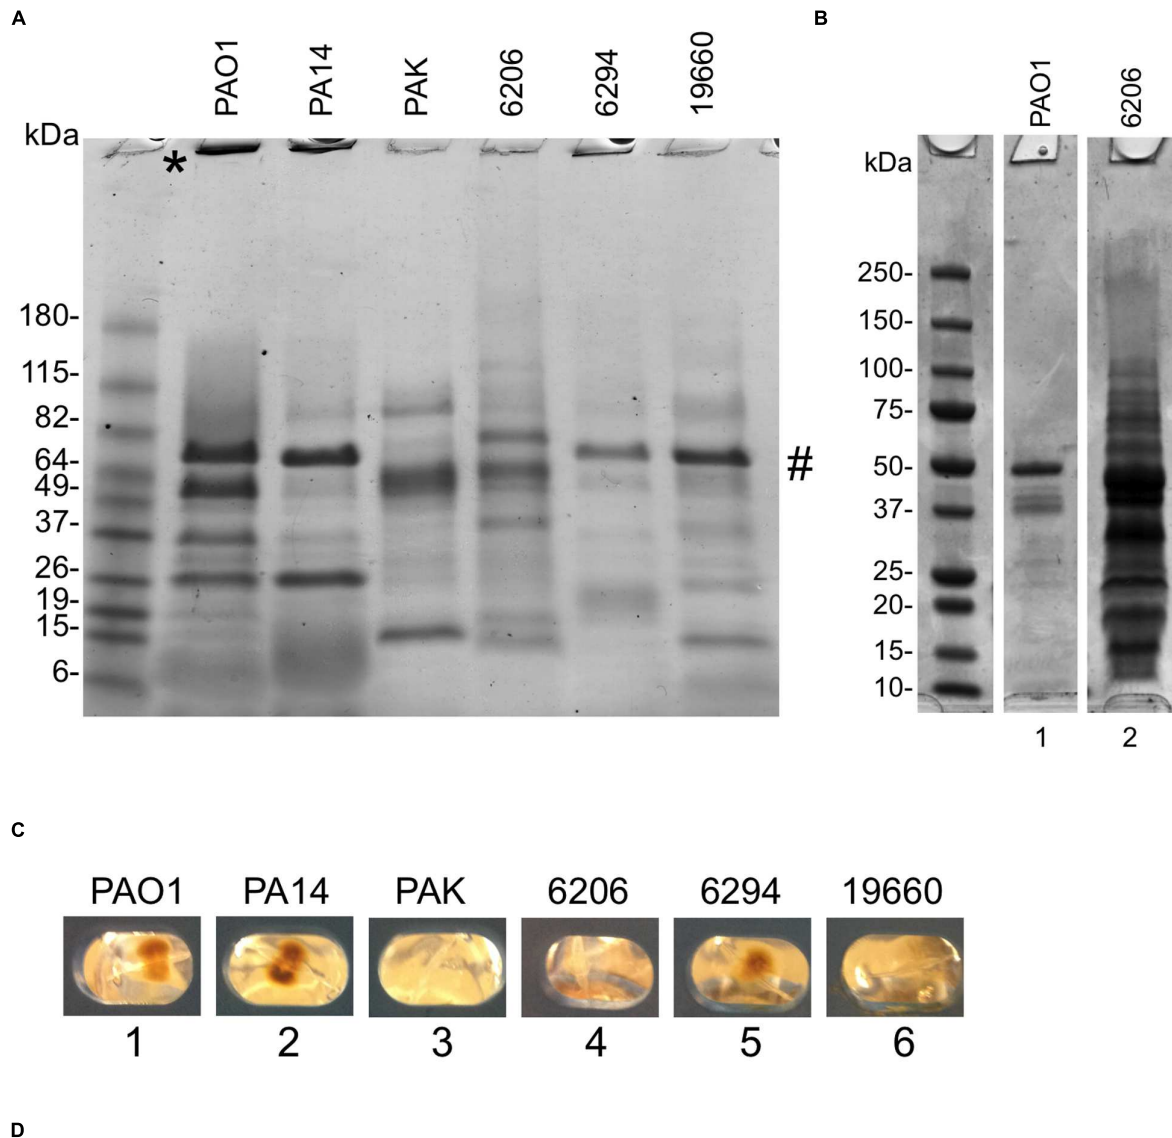 A
PAO1 PA14 PAK 6206 6294 19660
kDa
*
180-
115-
82-
64-
#
49-
37-
26-
19-
15-
6-
B
PAO1 6206
kDa
250-
150-
100-
75-
50-
37-
25-
20-
15-
10-
1 2
C
PAO1 PA14 PAK 6206 6294 19660
1 2 3 4 5 6
D